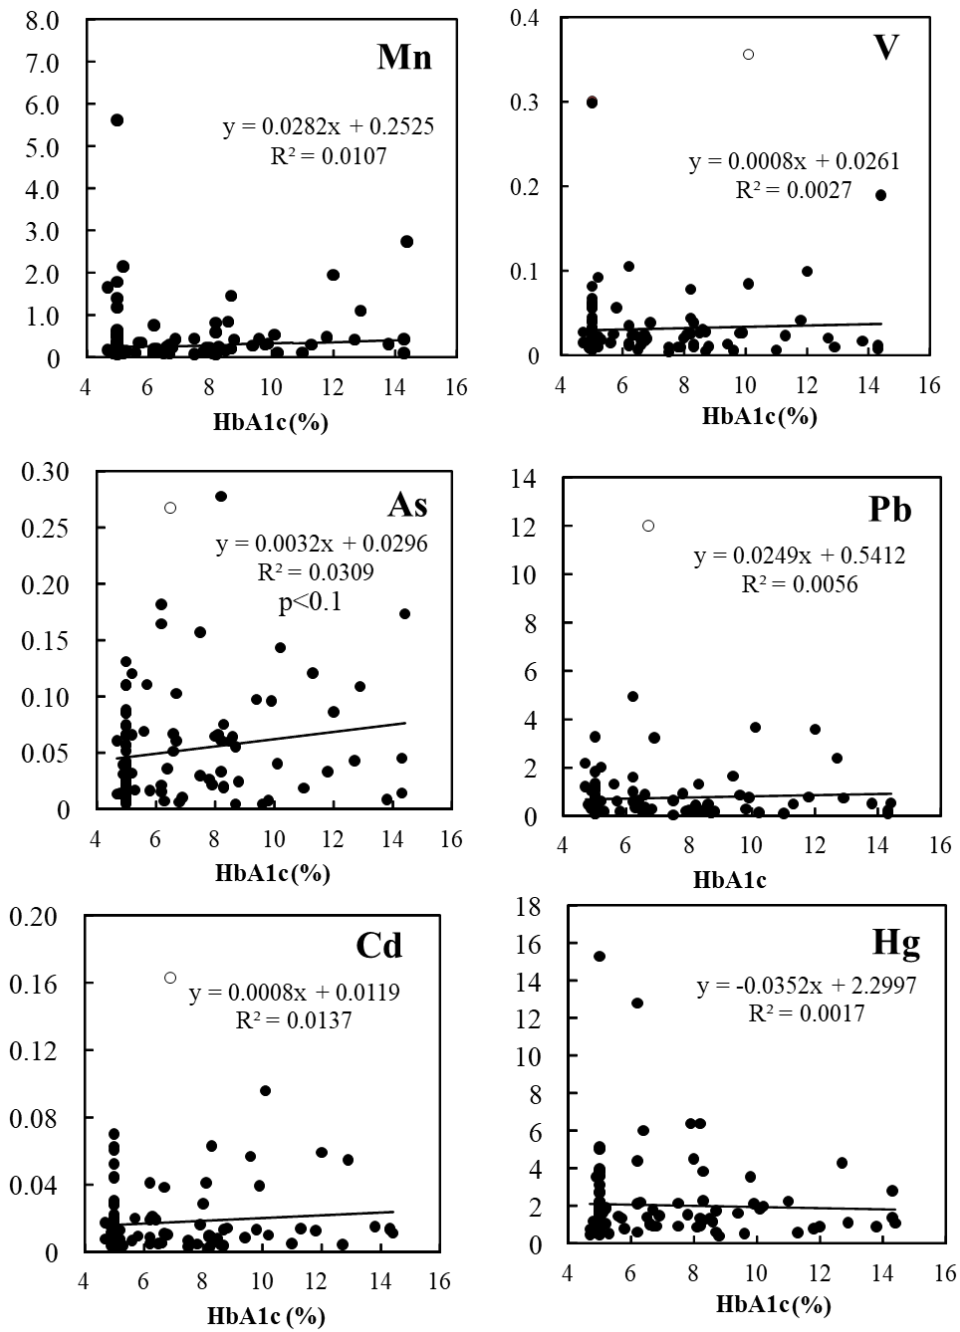 8.0
7.0
6.0
5.0
4.0
3.0
2.0
1.0
0
Mn
y = 0.0282x + 0.2525
R² = 0.0107
4 6 8 10 12 14 16
HbA1c(%)
0.4
0.3
0.2
0.1
0
V
y = 0.0008x + 0.0261
R² = 0.0027
4 6 8 10 12 14 16
HbA1c(%)
0.30
0.25
0.20
0.15
0.10
0.05
0
As
y = 0.0032x + 0.0296
R² = 0.0309
p<0.1
4 6 8 10 12 14 16
HbA1c(%)
14
12
10
8
6
4
2
0
Pb
y = 0.0249x + 0.5412
R² = 0.0056
4 6 8 10 12 14 16
HbA1c
0.20
0.16
0.12
0.08
0.04
0
Cd
y = 0.0008x + 0.0119
R² = 0.0137
4 6 8 10 12 14 16
HbA1c(%)
18
16
14
12
10
8
6
4
2
0
Hg
y = -0.0352x + 2.2997
R² = 0.0017
4 6 8 10 12 14 16
HbA1c(%)